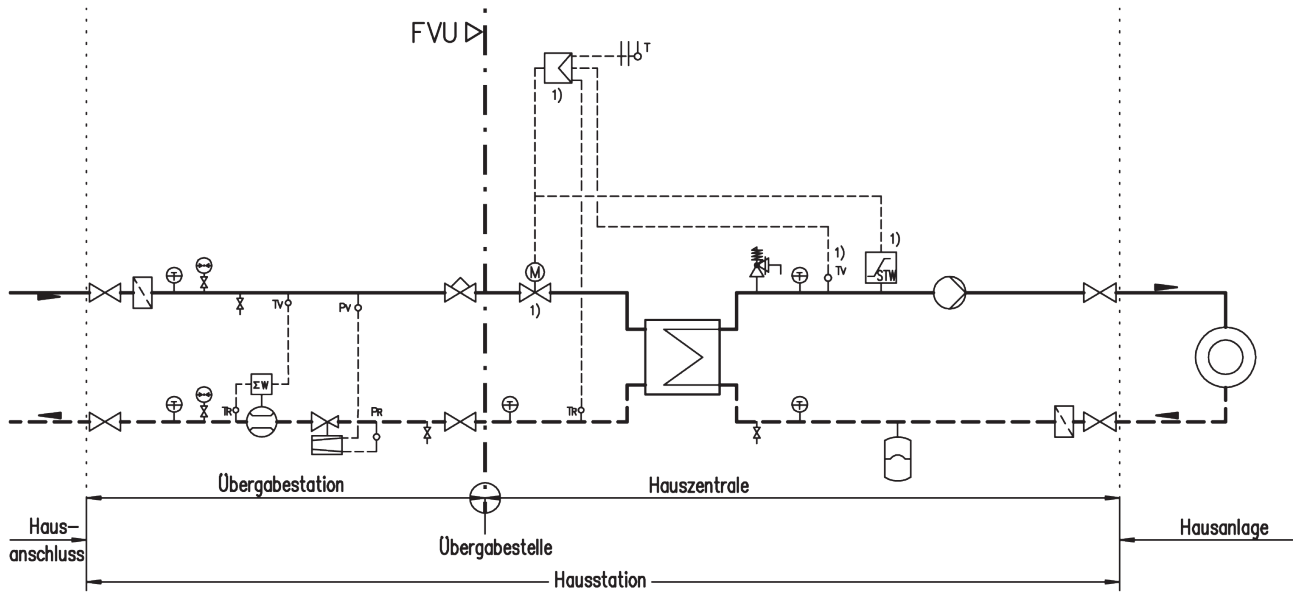 FVU
T
1)
M
1)
1)
TV
1)
STW
TV
PV
ΣW
TR
PR
TR
Übergabestation
Hauszentrale
Haus-
anschluss
Übergabestelle
Hausanlage
Hausstation
T
T
T
T
T